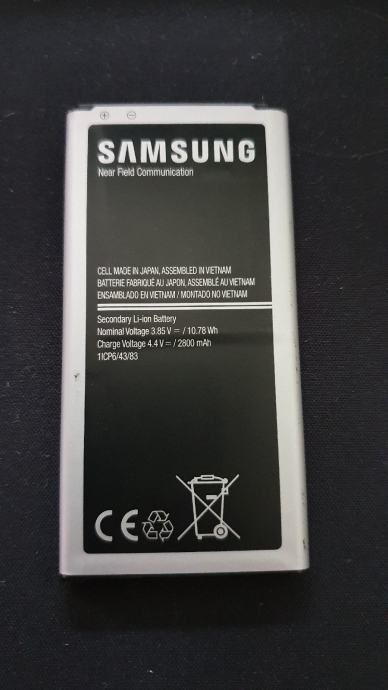 SAMSUNG
Near Field Communication
CELL MADE IN JAPAN, ASSEMBLED IN VIETNAM
BATTERIE FABRIQUÉ AU JAPON, ASSEMBLÉ AU VIETNAM
ENSAMBLADO EN VIETNAM / MONTADO NO VIETNAM
Secondary Li-ion Battery
Nominal Voltage 3.85 V ⎓ / 10.78 Wh
Charge Voltage 4.4 V ⎓ / 2800 mAh
1ICP6/43/83
CE